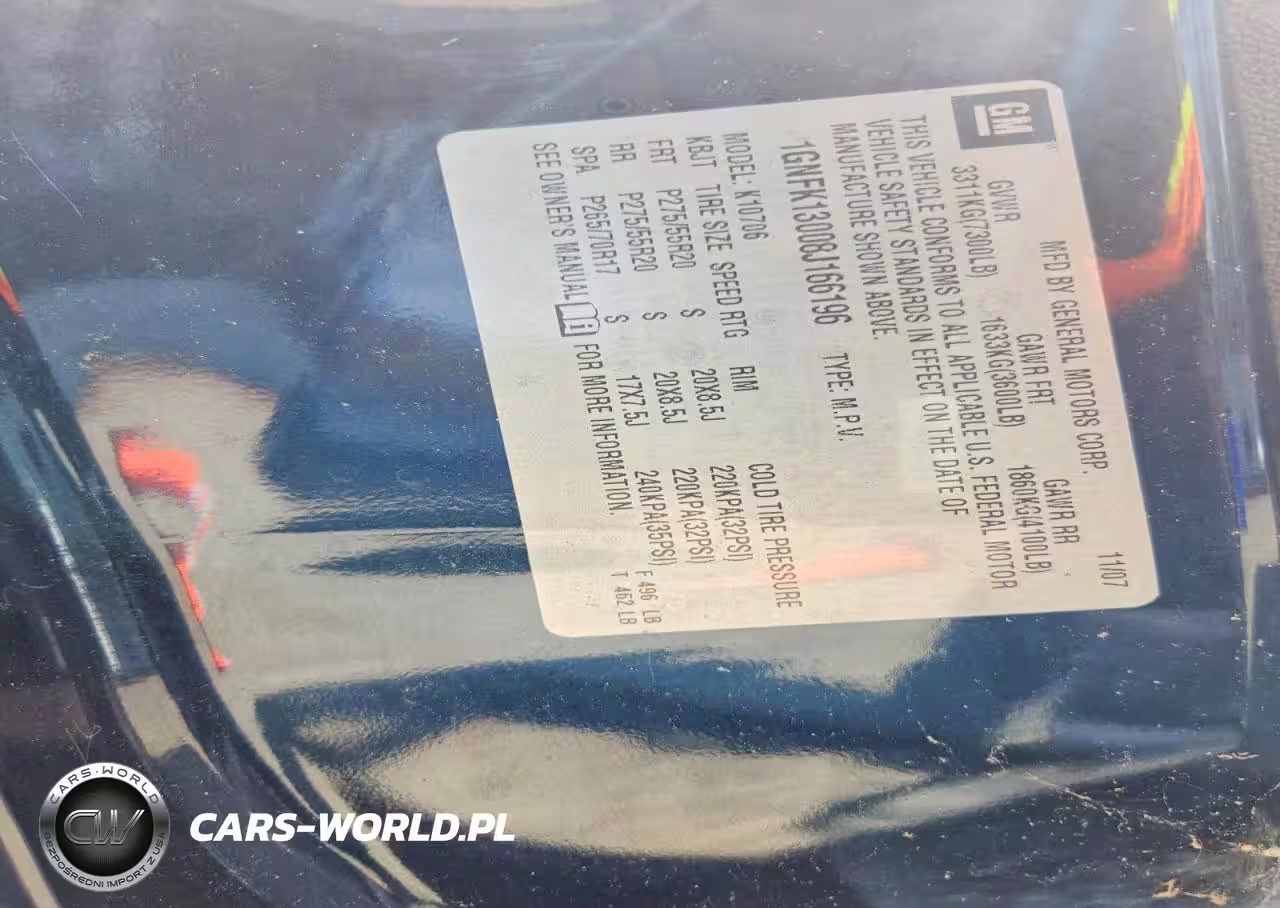 GM
MFD BY GENERAL MOTORS CORP. 11/07
GVWR GAWR FRT GAWR RR
3311KG(7300LB) 1633KG(3600LB) 1860KG(4100LB)
THIS VEHICLE CONFORMS TO ALL APPLICABLE U.S. FEDERAL MOTOR
VEHICLE SAFETY STANDARDS IN EFFECT ON THE DATE OF
MANUFACTURE SHOWN ABOVE.
1GNFK13008J166196 TYPE: M.P.V.
MODEL: K10706
KBJT TIRE SIZE SPEED RTG RIM COLD TIRE PRESSURE
FRT P275/55R20 S 20X8.5J 220KPA(32PSI)
RR P275/55R20 S 20X8.5J 220KPA(32PSI)
SPA P265/70R17 S 17X7.5J 240KPA(35PSI) F 496 LB
SEE OWNER'S MANUAL FOR MORE INFORMATION. T 462 LB
CARS-WORLD
CW
BEZPOŚREDNI IMPORT Z USA
CARS-WORLD.PL